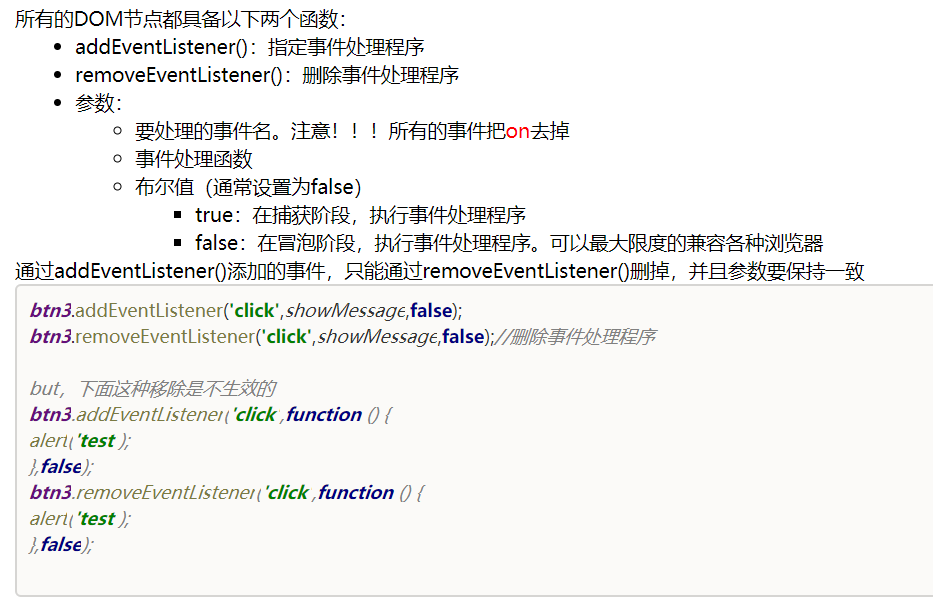 所有的DOM节点都具备以下两个函数：
addEventListener()：指定事件处理程序
removeEventListener()：删除事件处理程序
参数：
要处理的事件名。注意！！！所有的事件把on去掉
事件处理函数
布尔值（通常设置为false）
true：在捕获阶段，执行事件处理程序
false：在冒泡阶段，执行事件处理程序。可以最大限度的兼容各种浏览器
通过addEventListener()添加的事件，只能通过removeEventListener()删掉，并且参数要保持一致
btn3.addEventListener('click',showMessage,false);
btn3.removeEventListener('click',showMessage,false);//删除事件处理程序
but，下面这种移除是不生效的
btn3.addEventListener('click ,function () {
alert('test );
},false);
btn3.removeEventListener('click ,function () {
alert('test );
},false);